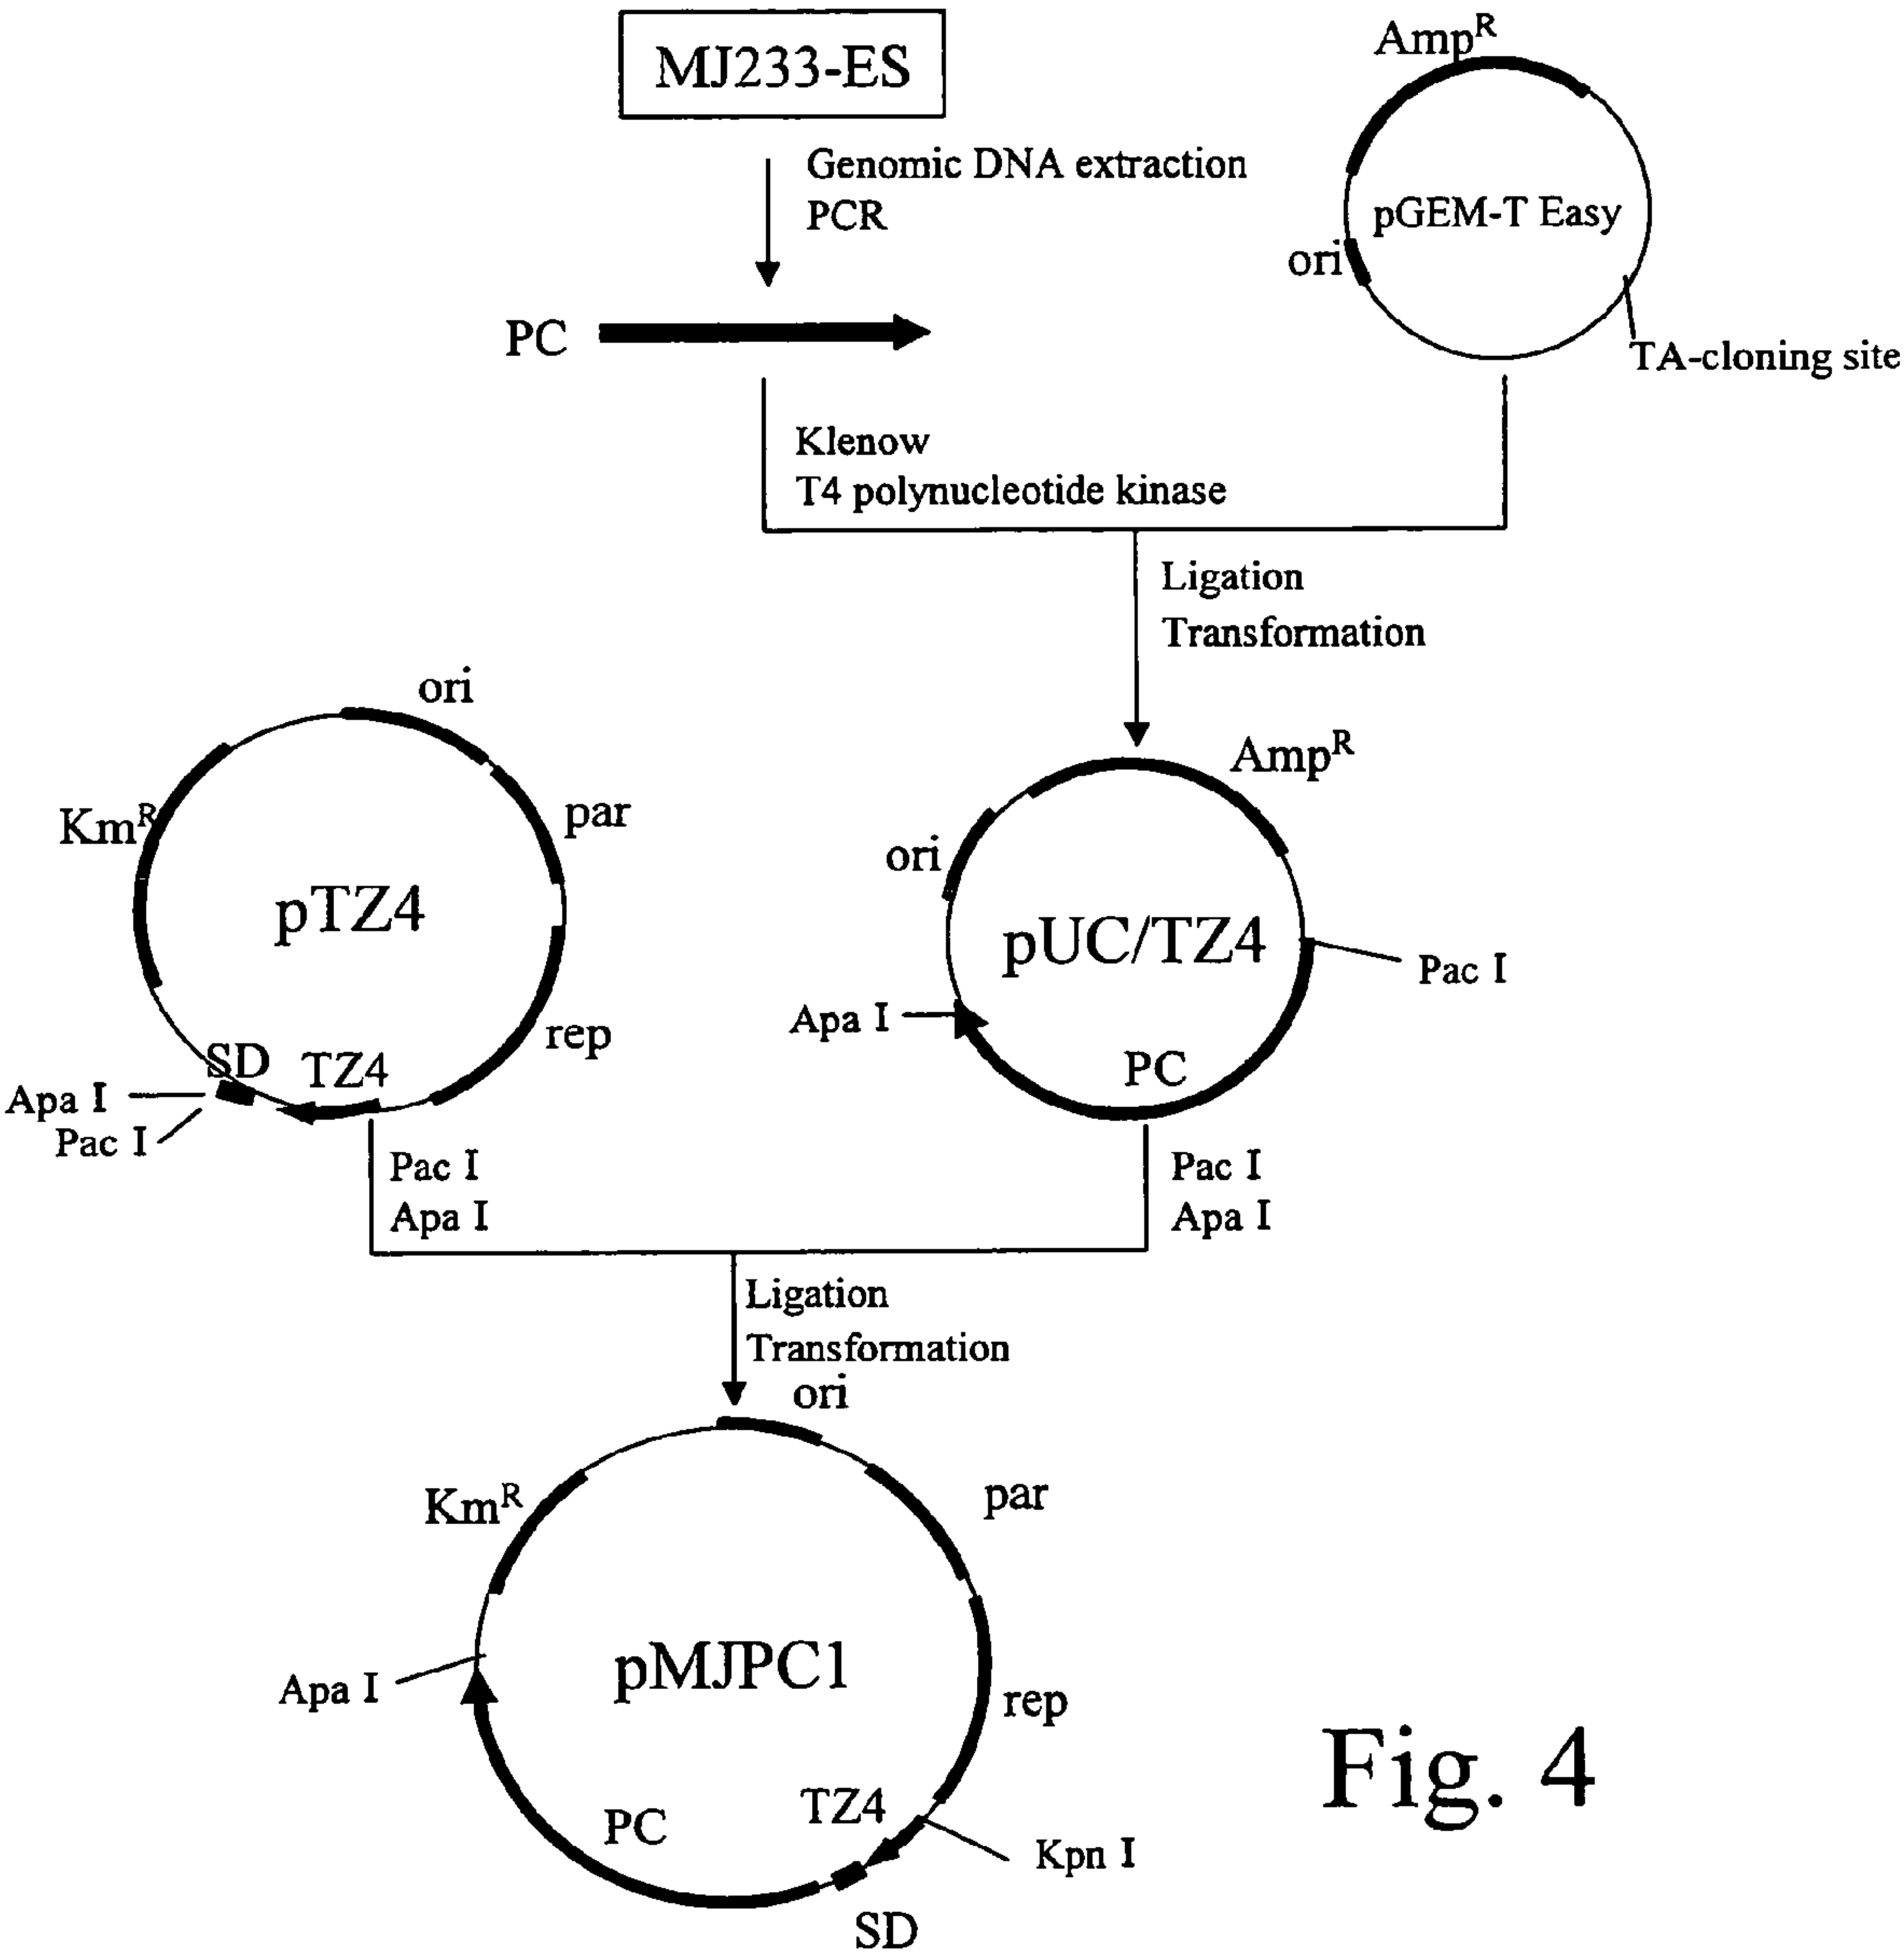 MJ233-ES
Amp^R
Genomic DNA extraction
PCR
pGEM-T Easy
ori
PC
TA-cloning site
Klenow
T4 polynucleotide kinase
Ligation
Transformation
ori
Km^R
par
pTZ4
rep
SD
TZ4
Apa I
Pac I
Amp^R
ori
pUC/TZ4
Pac I
Apa I
PC
Pac I
Apa I
Pac I
Apa I
Ligation
Transformation
ori
Km^R
par
pMJPC1
Apa I
rep
TZ4
PC
Kpn I
SD
Fig. 4